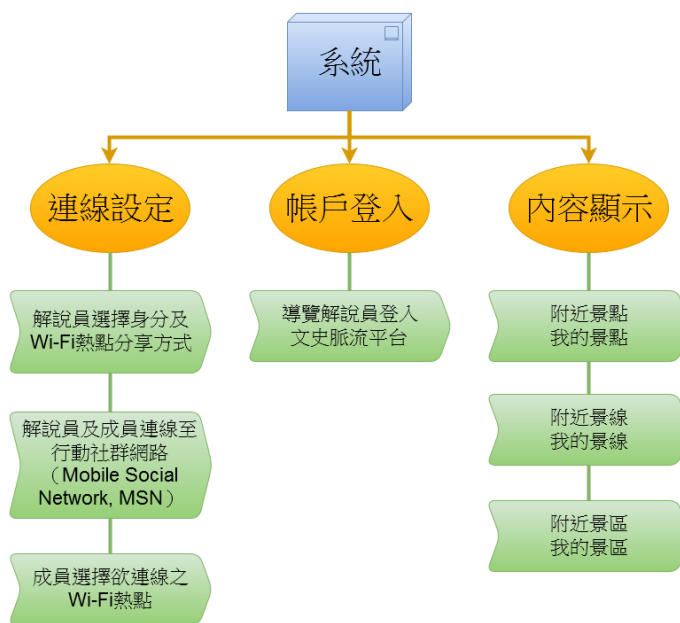 系統
連線設定
帳戶登入
內容顯示
解說員選擇身分及
Wi-Fi熱點分享方式
解說員及成員連線至
行動社群網路
（Mobile Social
Network, MSN）
成員選擇欲連線之
Wi-Fi熱點
導覽解說員登入
文史脈流平台
附近景點
我的景點
附近景線
我的景線
附近景區
我的景區